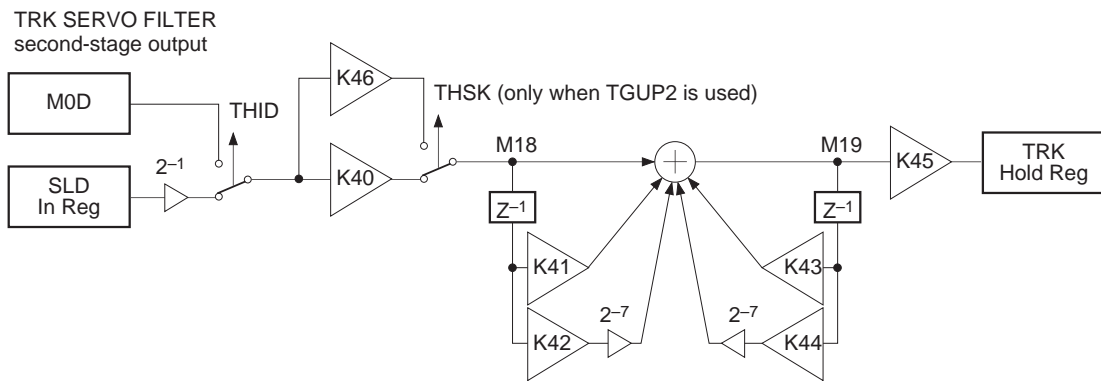 TRK SERVO FILTER
second-stage output
M0D
SLD
In Reg
2–1
THID
K46
K40
THSK (only when TGUP2 is used)
M18
Z–1
K41
K42
2–7
+
M19
Z–1
K43
K44
2–7
K45
TRK
Hold Reg